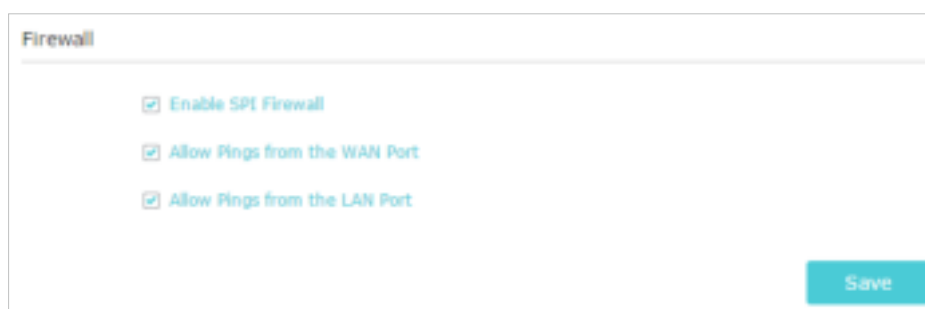 Firewall
Enable SPI Firewall
Allow Pings from the WAN Port
Allow Pings from the LAN Port
Save